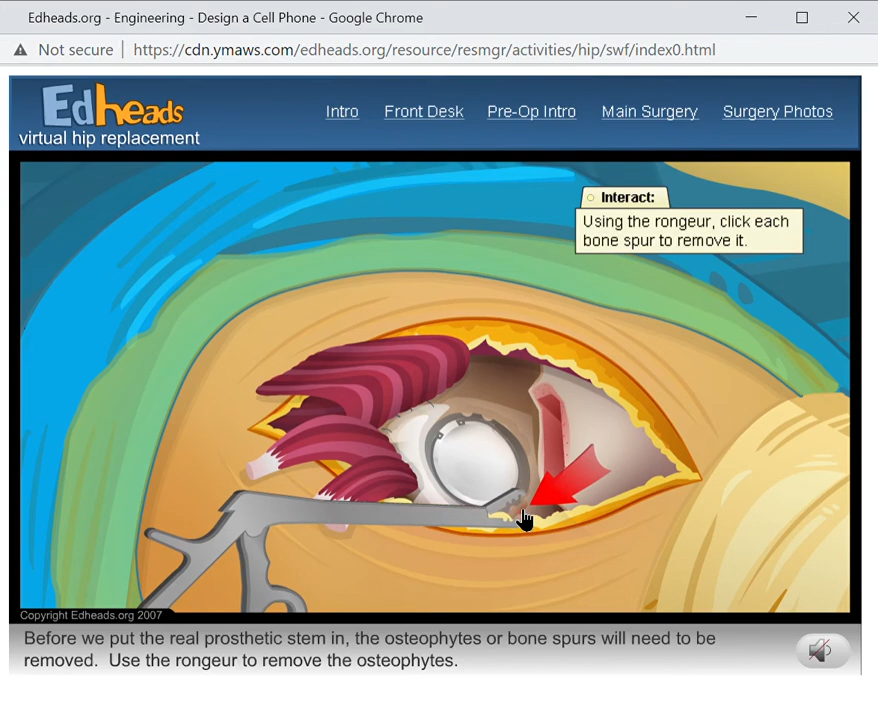 Edheads.org - Engineering - Design a Cell Phone - Google Chrome
Not secure | https://cdn.ymaws.com/edheads.org/resource/resmgr/activities/hip/swf/index0.html
Edheads
virtual hip replacement
Intro Front Desk Pre-Op Intro Main Surgery Surgery Photos
Interact:
Using the rongeur, click each
bone spur to remove it.
Copyright Edheads.org 2007
Before we put the real prosthetic stem in, the osteophytes or bone spurs will need to be
removed. Use the rongeur to remove the osteophytes.